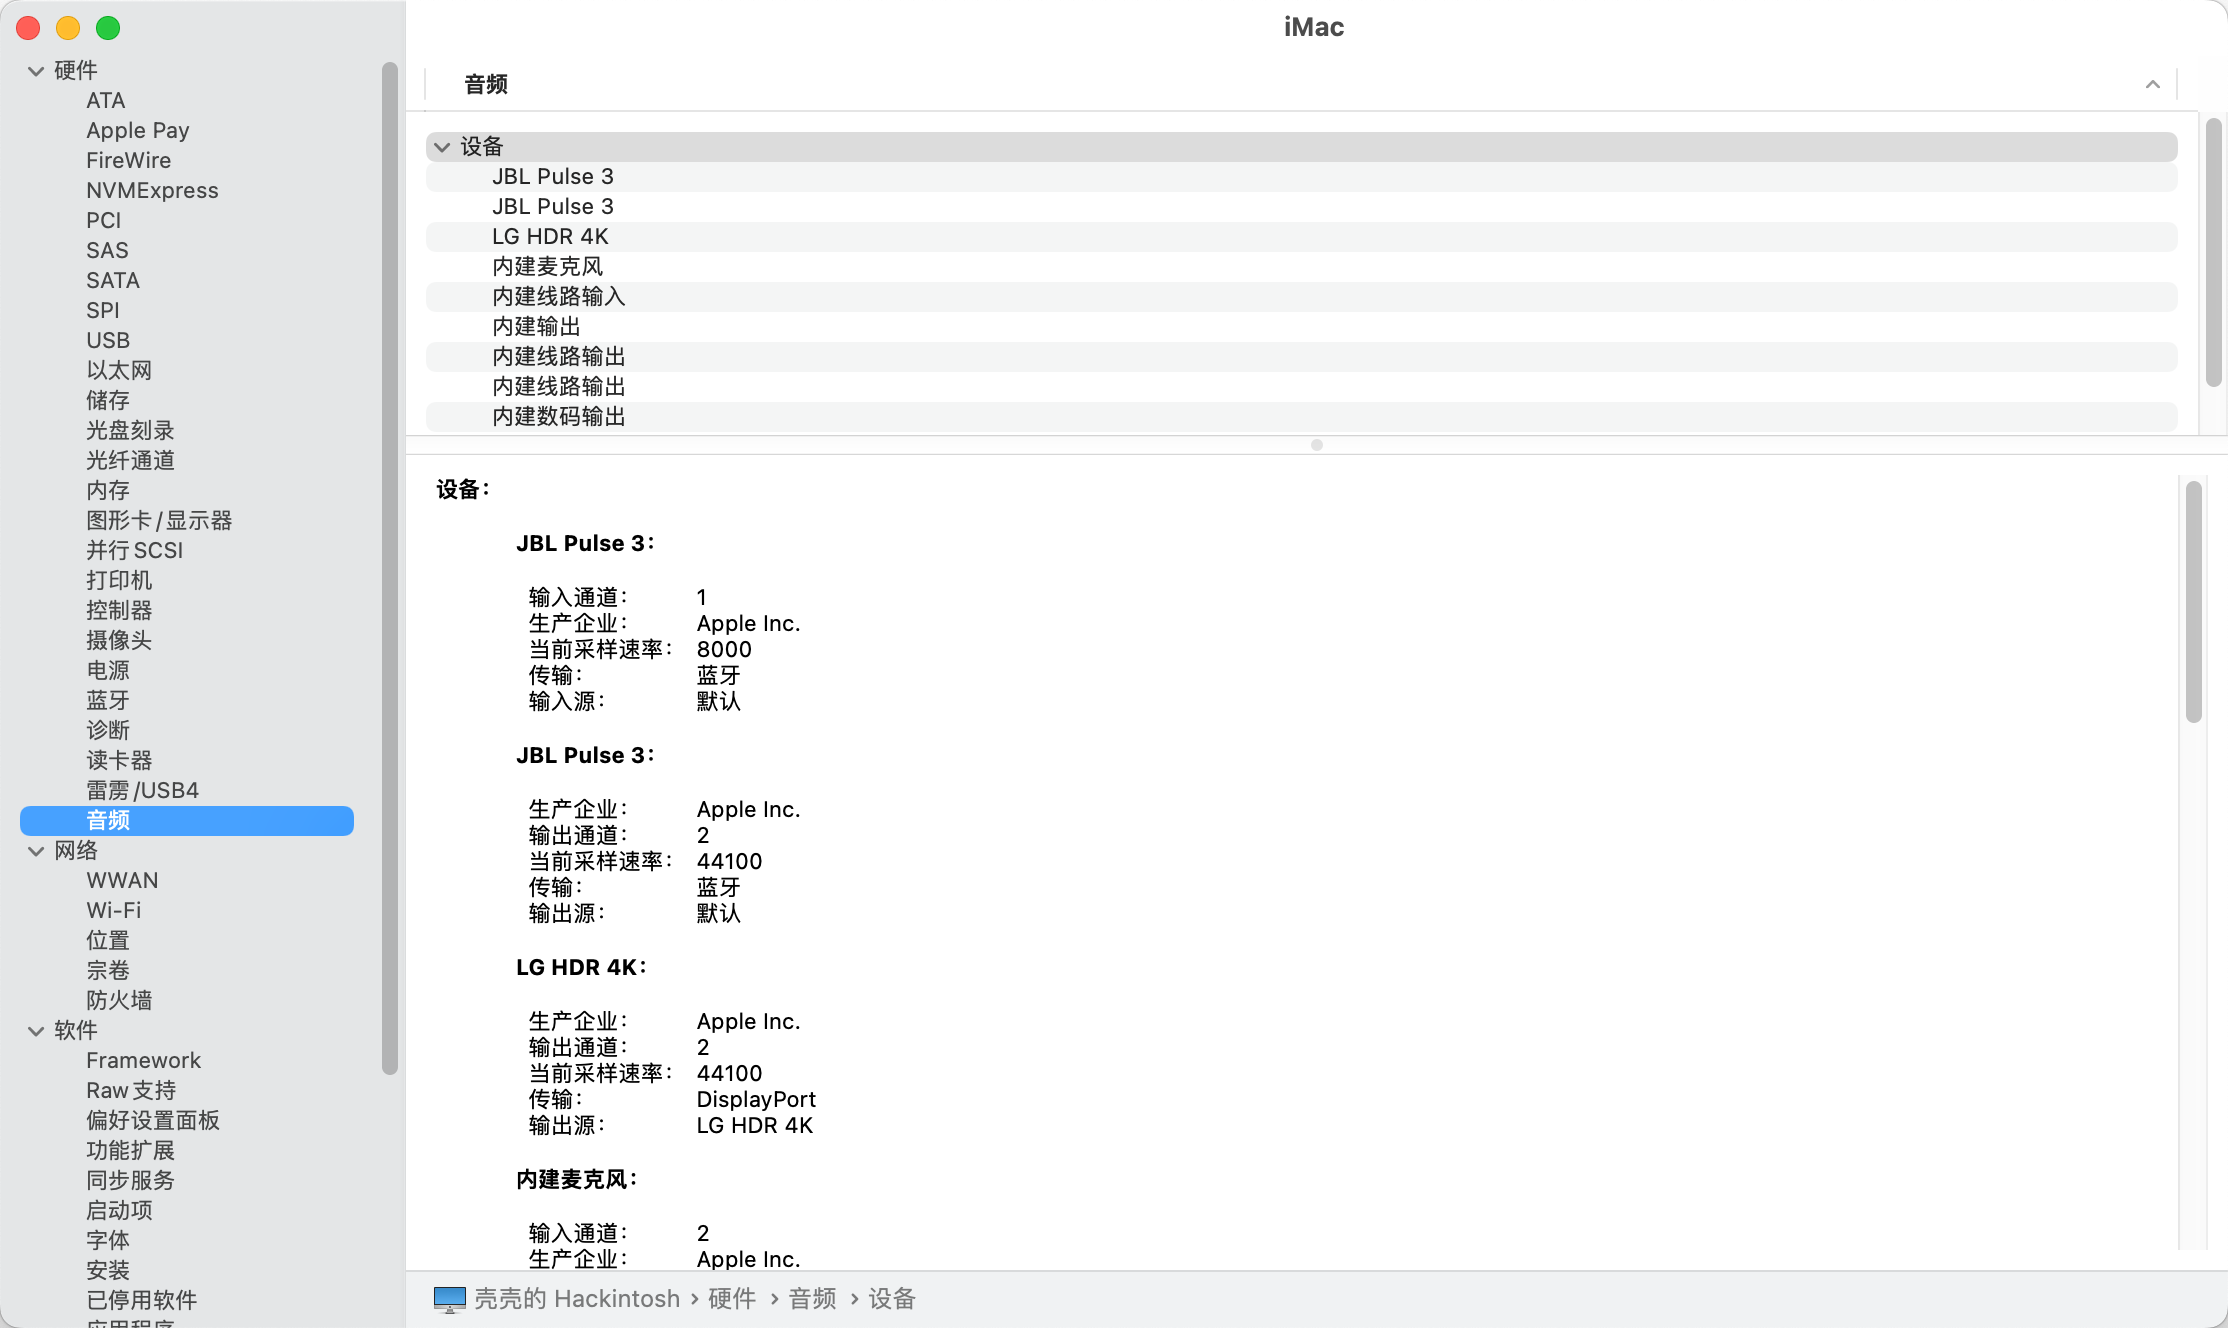 iMac
硬件
ATA
Apple Pay
FireWire
NVMExpress
PCI
SAS
SATA
SPI
USB
以太网
储存
光盘刻录
光纤通道
内存
图形卡/显示器
并行SCSI
打印机
控制器
摄像头
电源
蓝牙
诊断
读卡器
雷雳/USB4
音频
网络
WWAN
Wi-Fi
位置
宗卷
防火墙
软件
Framework
Raw支持
偏好设置面板
功能扩展
同步服务
启动项
字体
安装
已停用软件
应用程序
音频
设备
JBL Pulse 3
JBL Pulse 3
LG HDR 4K
内建麦克风
内建线路输入
内建输出
内建线路输出
内建线路输出
内建数码输出
设备：
JBL Pulse 3：
输入通道： 1
生产企业： Apple Inc.
当前采样速率： 8000
传输： 蓝牙
输入源： 默认
JBL Pulse 3：
生产企业： Apple Inc.
输出通道： 2
当前采样速率： 44100
传输： 蓝牙
输出源： 默认
LG HDR 4K：
生产企业： Apple Inc.
输出通道： 2
当前采样速率： 44100
传输： DisplayPort
输出源： LG HDR 4K
内建麦克风：
输入通道： 2
生产企业： Apple Inc.
壳壳的 Hackintosh › 硬件 › 音频 › 设备